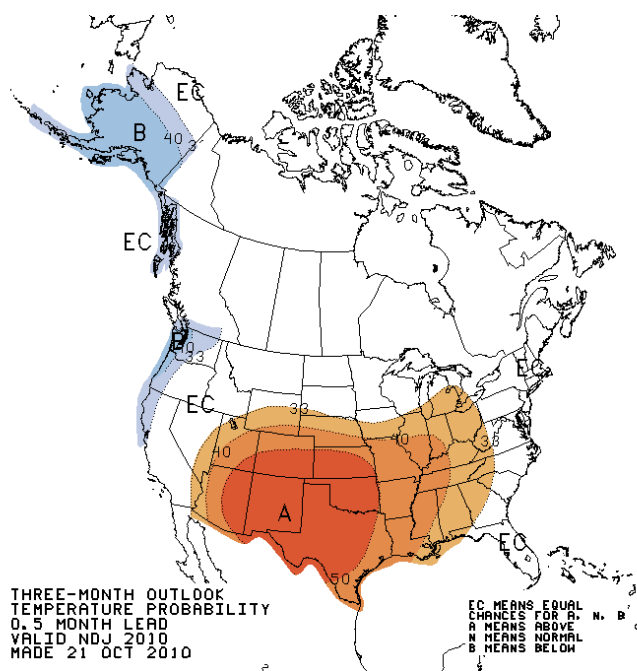 EC
B
40
3
EC
B
40
33
EC
33
40
40
33
EC
A
EC
50
THREE-MONTH OUTLOOK
TEMPERATURE PROBABILITY
0.5 MONTH LEAD
VALID NDJ 2010
MADE 21 OCT 2010
EC MEANS EQUAL
CHANCES FOR A, N, B
A MEANS ABOVE
N MEANS NORMAL
B MEANS BELOW